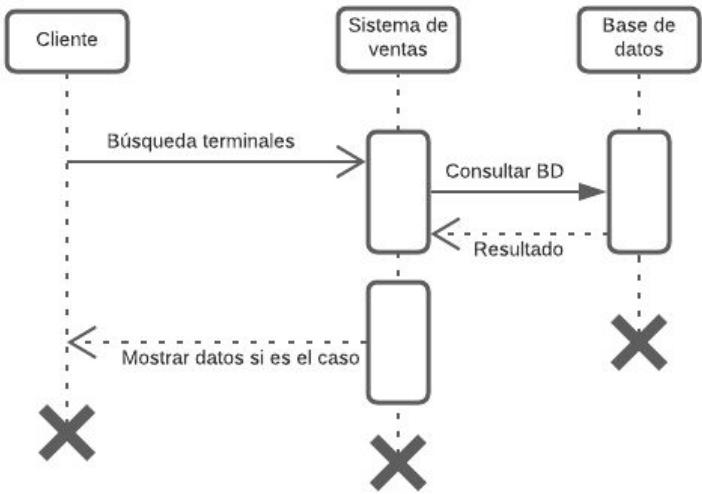 Cliente
Sistema de
ventas
Base de
datos
Búsqueda terminales
Consultar BD
Resultado
Mostrar datos si es el caso